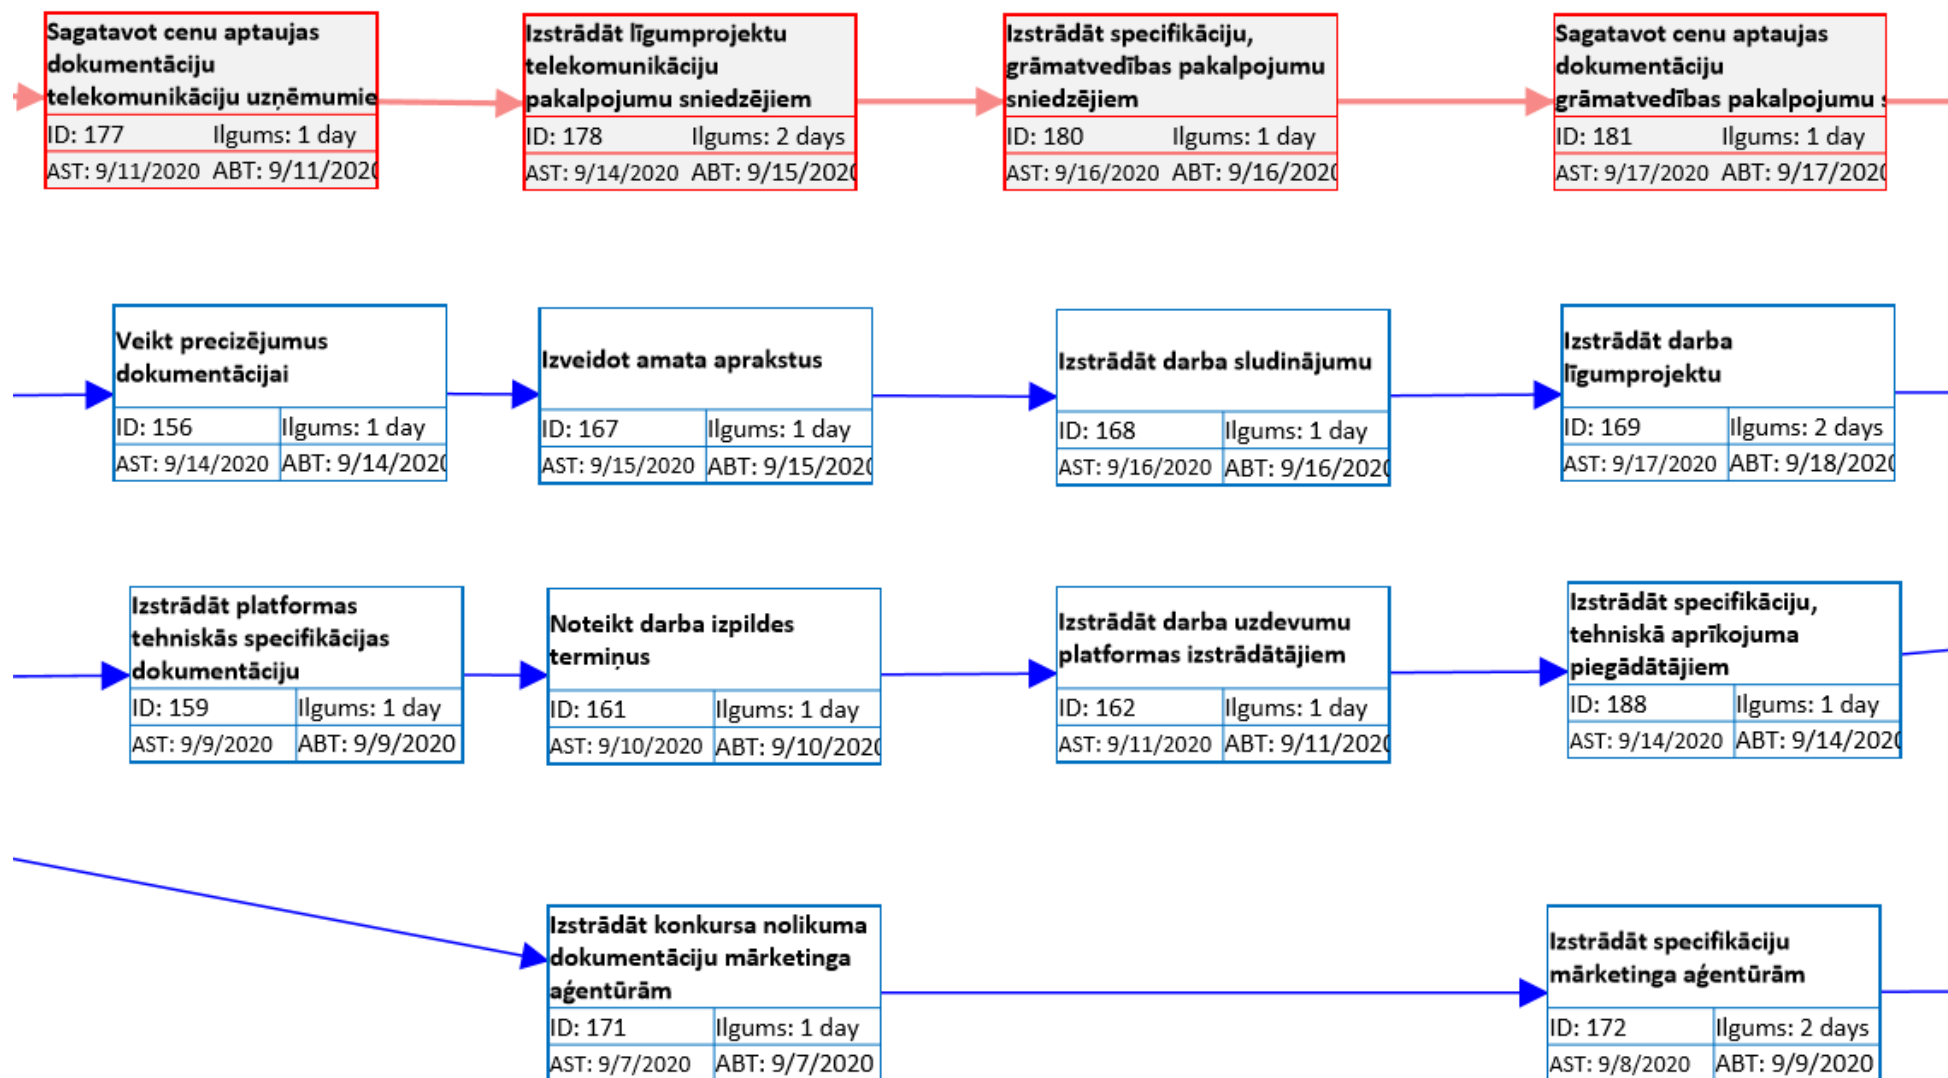 Sagatavot cenu aptaujas
dokumentāciju
telekomunikāciju uzņēmumie
ID: 177 Ilgums: 1 day
AST: 9/11/2020 ABT: 9/11/202
Izstrādāt līgumprojektu
telekomunikāciju
pakalpojumu sniedzējiem
ID: 178 Ilgums: 2 days
AST: 9/14/2020 ABT: 9/15/202
Izstrādāt specifikāciju,
grāmatvedības pakalpojumu
sniedzējiem
ID: 180 Ilgums: 1 day
AST: 9/16/2020 ABT: 9/16/202
Sagatavot cenu aptaujas
dokumentāciju
grāmatvedības pakalpojumu s
ID: 181 Ilgums: 1 day
AST: 9/17/2020 ABT: 9/17/202
Veikt precizējumus
dokumentācijai
ID: 156 Ilgums: 1 day
AST: 9/14/2020 ABT: 9/14/202
Izveidot amata aprakstus
ID: 167 Ilgums: 1 day
AST: 9/15/2020 ABT: 9/15/202
Izstrādāt darba sludinājumu
ID: 168 Ilgums: 1 day
AST: 9/16/2020 ABT: 9/16/202
Izstrādāt darba
līgumprojektu
ID: 169 Ilgums: 2 days
AST: 9/17/2020 ABT: 9/18/202
Izstrādāt platformas
tehniskās specifikācijas
dokumentāciju
ID: 159 Ilgums: 1 day
AST: 9/9/2020 ABT: 9/9/2020
Noteikt darba izpildes
termiņus
ID: 161 Ilgums: 1 day
AST: 9/10/2020 ABT: 9/10/202
Izstrādāt darba uzdevumu
platformas izstrādātājiem
ID: 162 Ilgums: 1 day
AST: 9/11/2020 ABT: 9/11/202
Izstrādāt specifikāciju,
tehniskā aprīkojuma
piegādātājiem
ID: 188 Ilgums: 1 day
AST: 9/14/2020 ABT: 9/14/202
Izstrādāt konkursa nolikuma
dokumentāciju mārketinga
aģentūrām
ID: 171 Ilgums: 1 day
AST: 9/7/2020 ABT: 9/7/2020
Izstrādāt specifikāciju
mārketinga aģentūrām
ID: 172 Ilgums: 2 days
AST: 9/8/2020 ABT: 9/9/2020